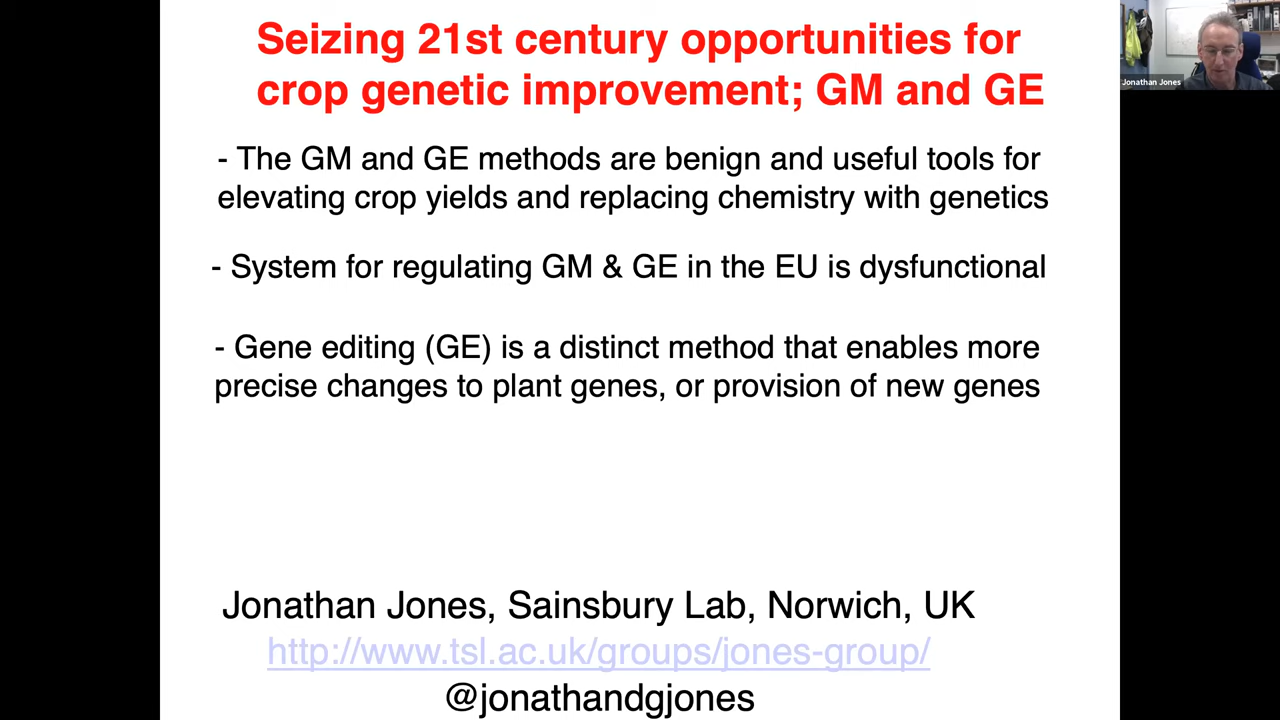 Seizing 21st century opportunities for
crop genetic improvement; GM and GE
Jonathan Jones
- The GM and GE methods are benign and useful tools for
elevating crop yields and replacing chemistry with genetics
- System for regulating GM & GE in the EU is dysfunctional
- Gene editing (GE) is a distinct method that enables more
precise changes to plant genes, or provision of new genes
Jonathan Jones, Sainsbury Lab, Norwich, UK
http://www.tsl.ac.uk/groups/jones-group/
@jonathandgjones